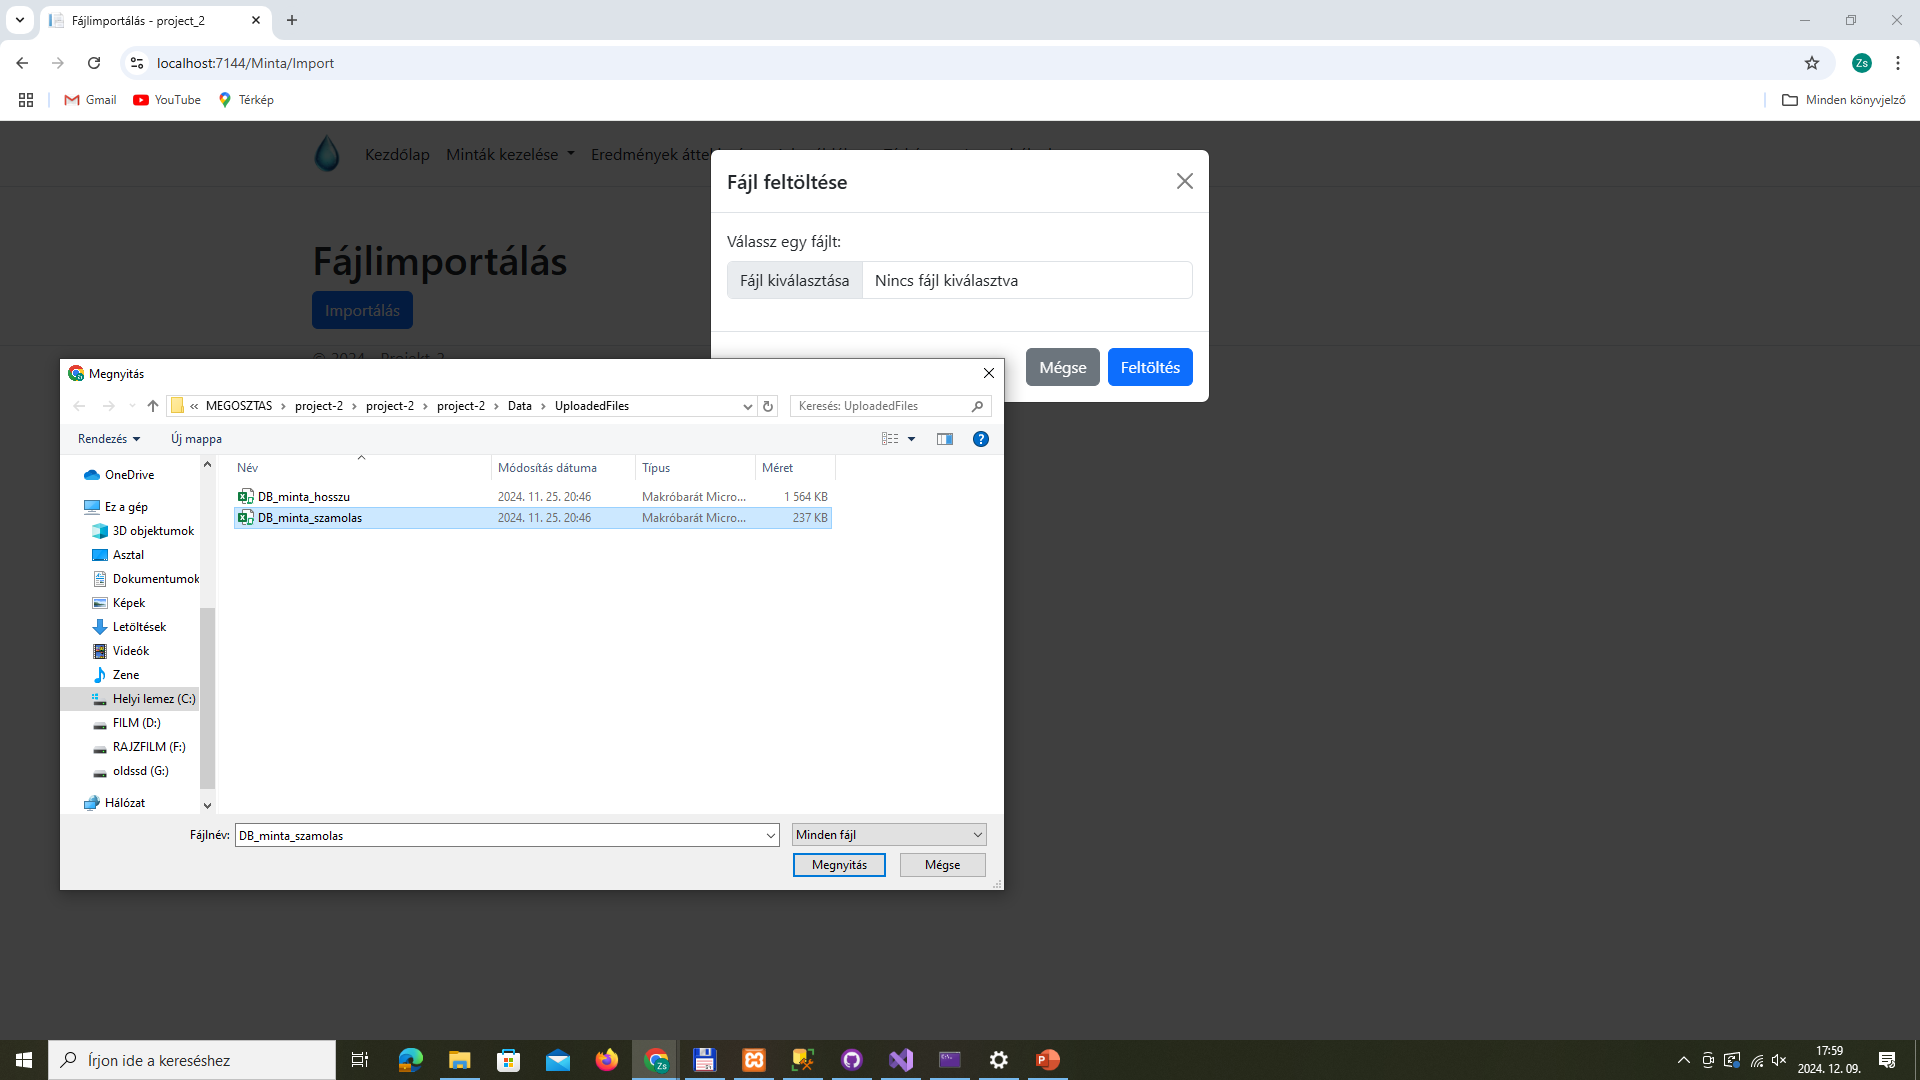 Fájlimportálás - project_2
localhost:7144/Minta/Import
Zs
Gmail
YouTube
Térkép
Minden könyvjelző
Kezdőlap
Minták kezelése
Fájl feltöltése
Válassz egy fájlt:
Fájl kiválasztása
Nincs fájl kiválasztva
Mégse
Feltöltés
Fájlimportálás
Importálás
Megnyitás
« MEGOSZTAS › project-2 › project-2 › project-2 › Data › UploadedFiles
Keresés: UploadedFiles
Rendezés
Új mappa
OneDrive
Ez a gép
3D objektumok
Asztal
Dokumentumok
Képek
Letöltések
Videók
Zene
Helyi lemez (C:)
FILM (D:)
RAJZFILM (F:)
oldssd (G:)
Hálózat
Név Módosítás dátuma Típus Méret
DB_minta_hosszu 2024. 11. 25. 20:46 Makróbarát Micro... 1 564 KB
DB_minta_szamolas 2024. 11. 25. 20:46 Makróbarát Micro... 237 KB
Fájlnév: DB_minta_szamolas
Minden fájl
Megnyitás
Mégse
Írjon ide a kereséshez
17:59
2024. 12. 09.